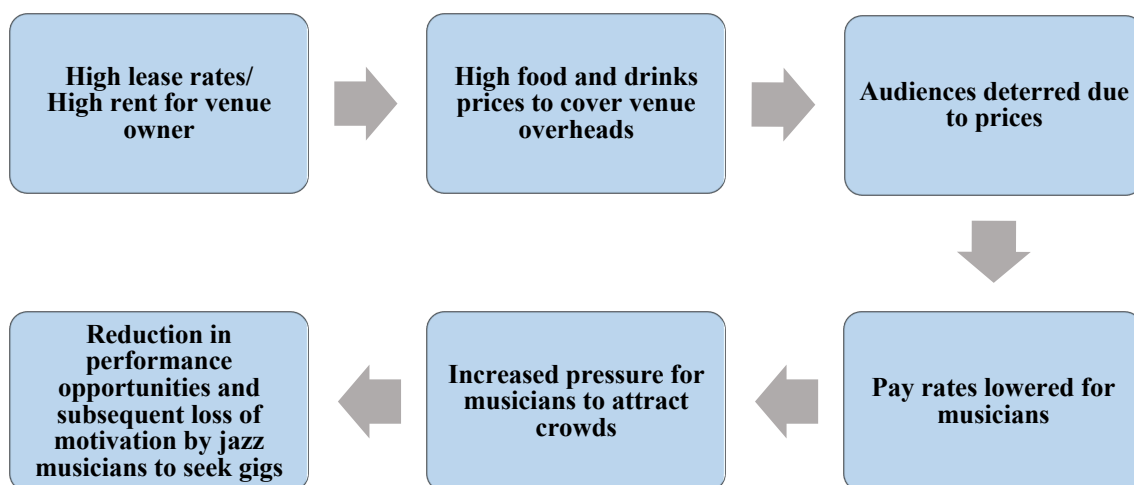 High lease rates/
High rent for venue
owner
High food and drinks
prices to cover venue
overheads
Audiences deterred due
to prices
Pay rates lowered for
musicians
Increased pressure for
musicians to attract
crowds
Reduction in
performance
opportunities and
subsequent loss of
motivation by jazz
musicians to seek gigs